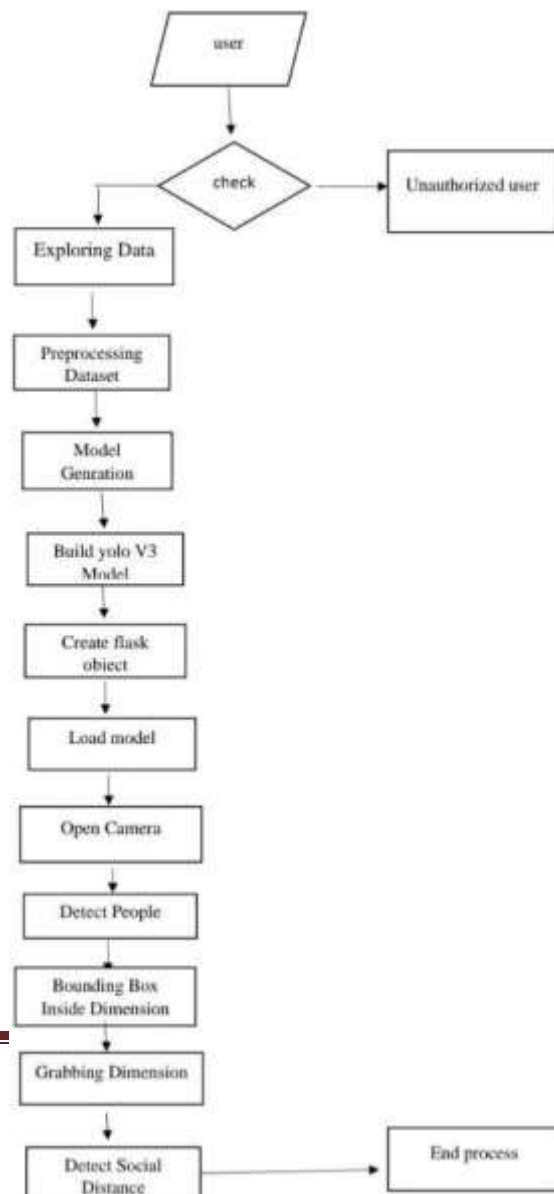 user
check
Unauthorized user
Exploring Data
Preprocessing
Dataset
Model
Genration
Build yolo V3
Model
Create flask
object
Load model
Open Camera
Detect People
Bounding Box
Inside Dimension
Grabbing Dimension
Detect Social
Distance
End process